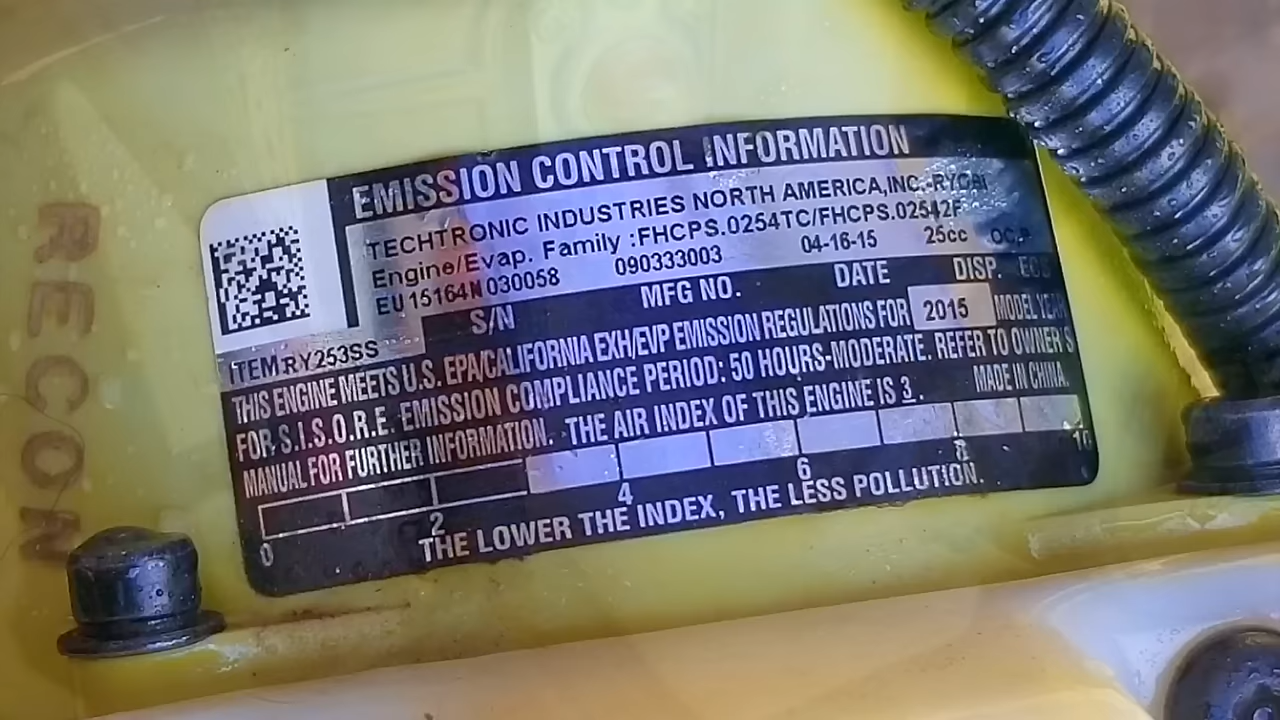 RECON
EMISSION CONTROL INFORMATION
TECHTRONIC INDUSTRIES NORTH AMERICA,INC.-RYOBI
Engine/Evap. Family :FHCPS.0254TC/FHCPS.02542F
EU15164N030058 090333003 04-16-15 25cc
S/N MFG NO. DATE DISP.
ITEM:RY253SS
THIS ENGINE MEETS U.S. EPA/CALIFORNIA EXH/EVP EMISSION REGULATIONS FOR 2015 MODEL YEAR
FOR S.I.S.O.R.E. EMISSION COMPLIANCE PERIOD: 50 HOURS-MODERATE. REFER TO OWNER'S
MANUAL FOR FURTHER INFORMATION. THE AIR INDEX OF THIS ENGINE IS 3. MADE IN CHINA.
0 2 4 6 8 10
THE LOWER THE INDEX, THE LESS POLLUTION.